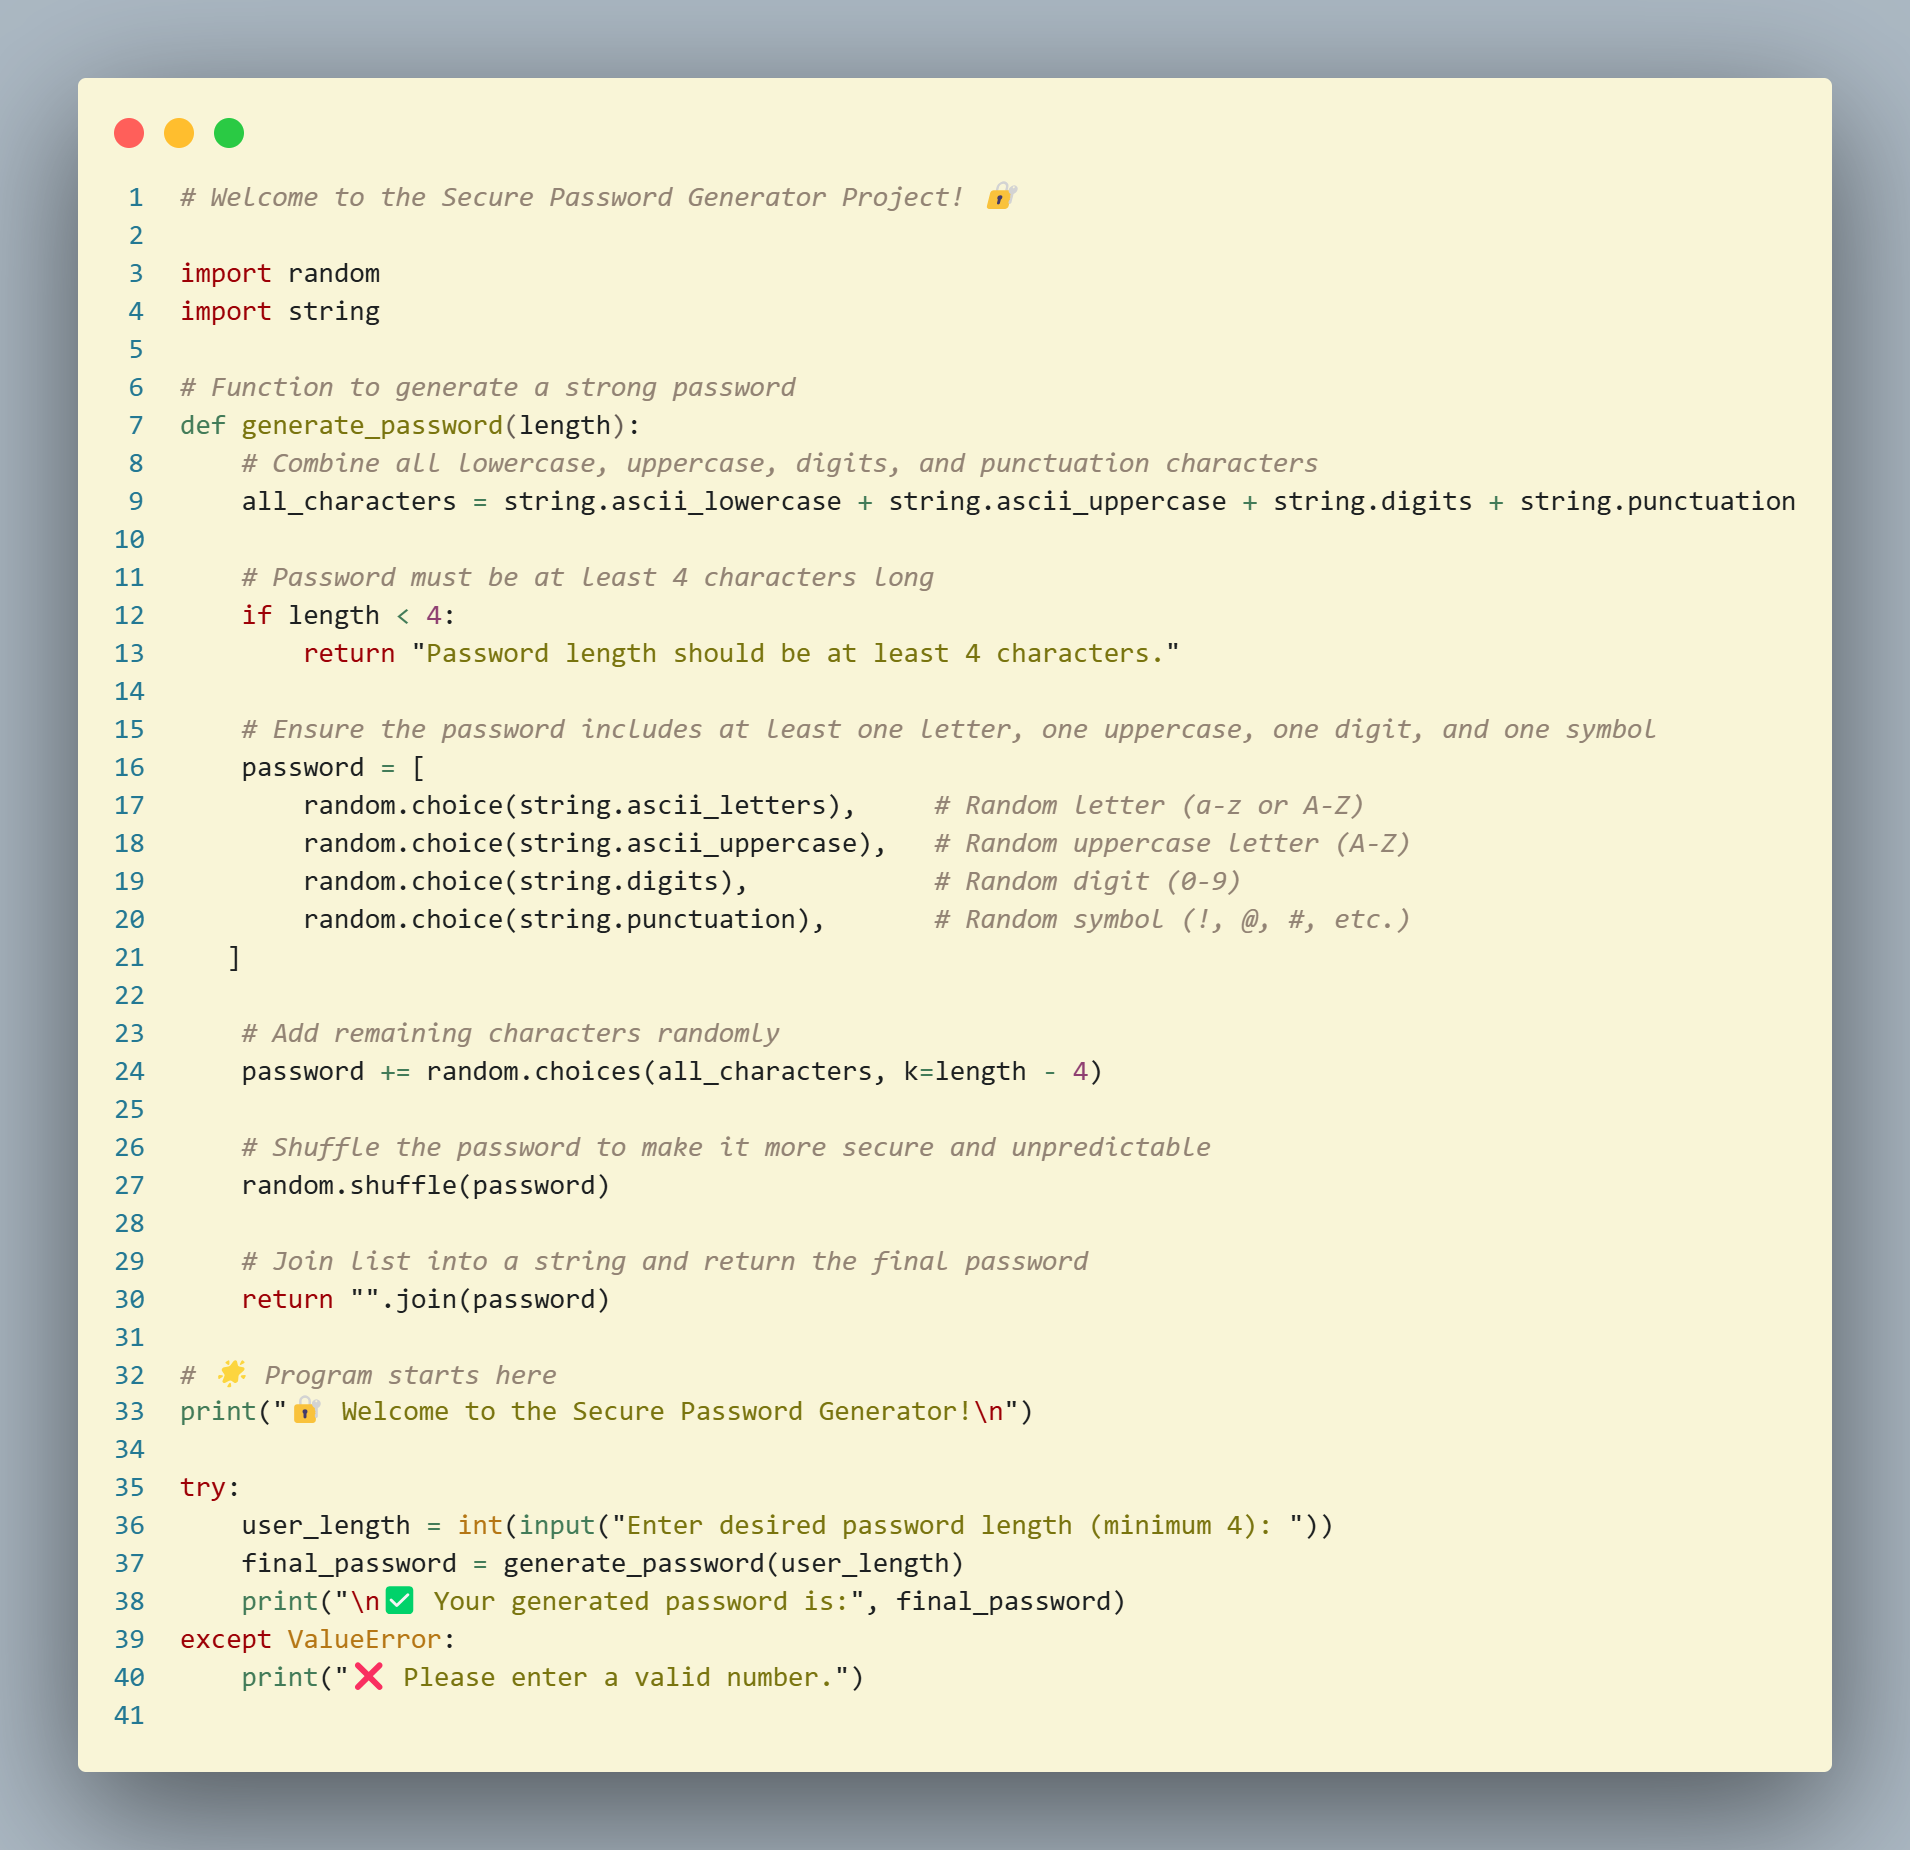 1 # Welcome to the Secure Password Generator Project! 🔐
2
3 import random
4 import string
5
6 # Function to generate a strong password
7 def generate_password(length):
8     # Combine all lowercase, uppercase, digits, and punctuation characters
9     all_characters = string.ascii_lowercase + string.ascii_uppercase + string.digits + string.punctuation
10
11     # Password must be at least 4 characters long
12     if length < 4:
13         return "Password length should be at least 4 characters."
14
15     # Ensure the password includes at least one letter, one uppercase, one digit, and one symbol
16     password = [
17         random.choice(string.ascii_letters),     # Random letter (a-z or A-Z)
18         random.choice(string.ascii_uppercase),   # Random uppercase letter (A-Z)
19         random.choice(string.digits),            # Random digit (0-9)
20         random.choice(string.punctuation),       # Random symbol (!, @, #, etc.)
21    ]
22
23     # Add remaining characters randomly
24     password += random.choices(all_characters, k=length - 4)
25
26     # Shuffle the password to make it more secure and unpredictable
27     random.shuffle(password)
28
29     # Join list into a string and return the final password
30     return "".join(password)
31
32 # 🌟 Program starts here
33 print("🔐 Welcome to the Secure Password Generator!\n")
34
35 try:
36     user_length = int(input("Enter desired password length (minimum 4): "))
37     final_password = generate_password(user_length)
38     print("\n✅ Your generated password is:", final_password)
39 except ValueError:
40     print("❌ Please enter a valid number.")
41